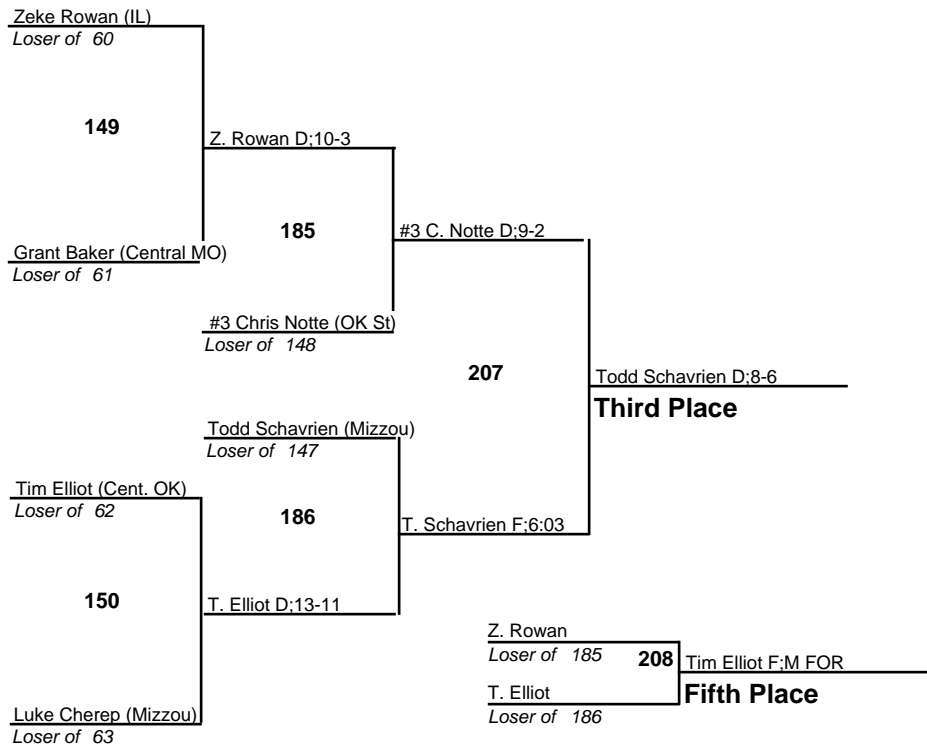 Zeke Rowan (IL)
Loser of 60
149
Z. Rowan D;10-3
185
#3 C. Notte D;9-2
Grant Baker (Central MO)
Loser of 61
#3 Chris Notte (OK St)
Loser of 148
207
Todd Schavrien D;8-6
Third Place
Todd Schavrien (Mizzou)
Loser of 147
Tim Elliot (Cent. OK)
Loser of 62
186
T. Schavrien F;6:03
150
T. Elliot D;13-11
Z. Rowan
Loser of 185
208
Tim Elliot F;M FOR
Fifth Place
T. Elliot
Loser of 186
Luke Cherep (Mizzou)
Loser of 63